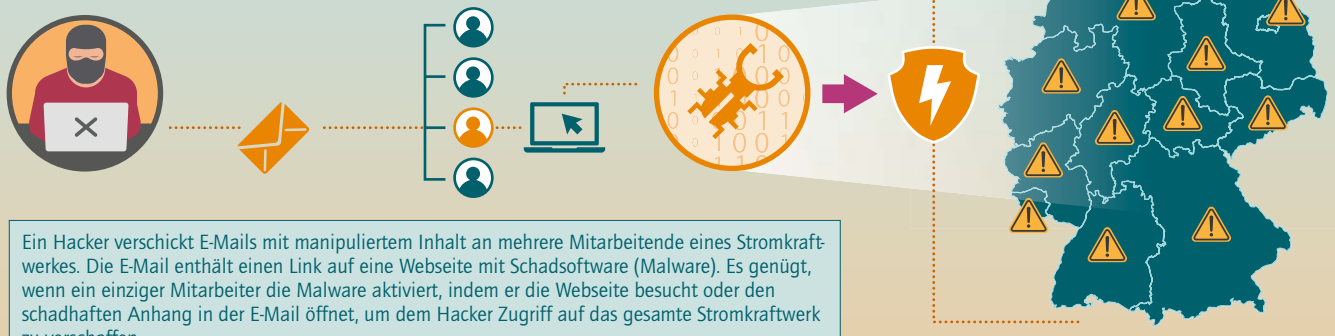 Ein Hacker verschickt E-Mails mit manipuliertem Inhalt an mehrere Mitarbeitende eines Stromkraft-
werkes. Die E-Mail enthält einen Link auf eine Webseite mit Schadsoftware (Malware). Es genügt,
wenn ein einziger Mitarbeiter die Malware aktiviert, indem er die Webseite besucht oder den
schadhaften Anhang in der E-Mail öffnet, um dem Hacker Zugriff auf das gesamte Stromkraftwerk
zu verschaffen